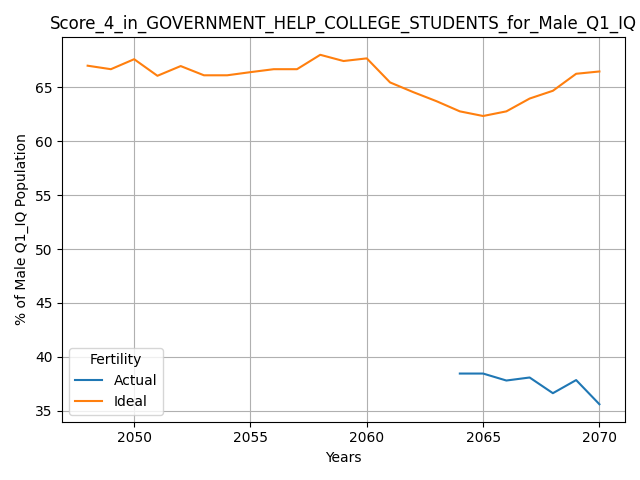 Score_4_in_GOVERNMENT_HELP_COLLEGE_STUDENTS_for_Male_Q1_IQ
% of Male Q1_IQ Population
65
60
55
50
45
40
35
Fertility
Actual
Ideal
2050 2055 2060 2065 2070
Years